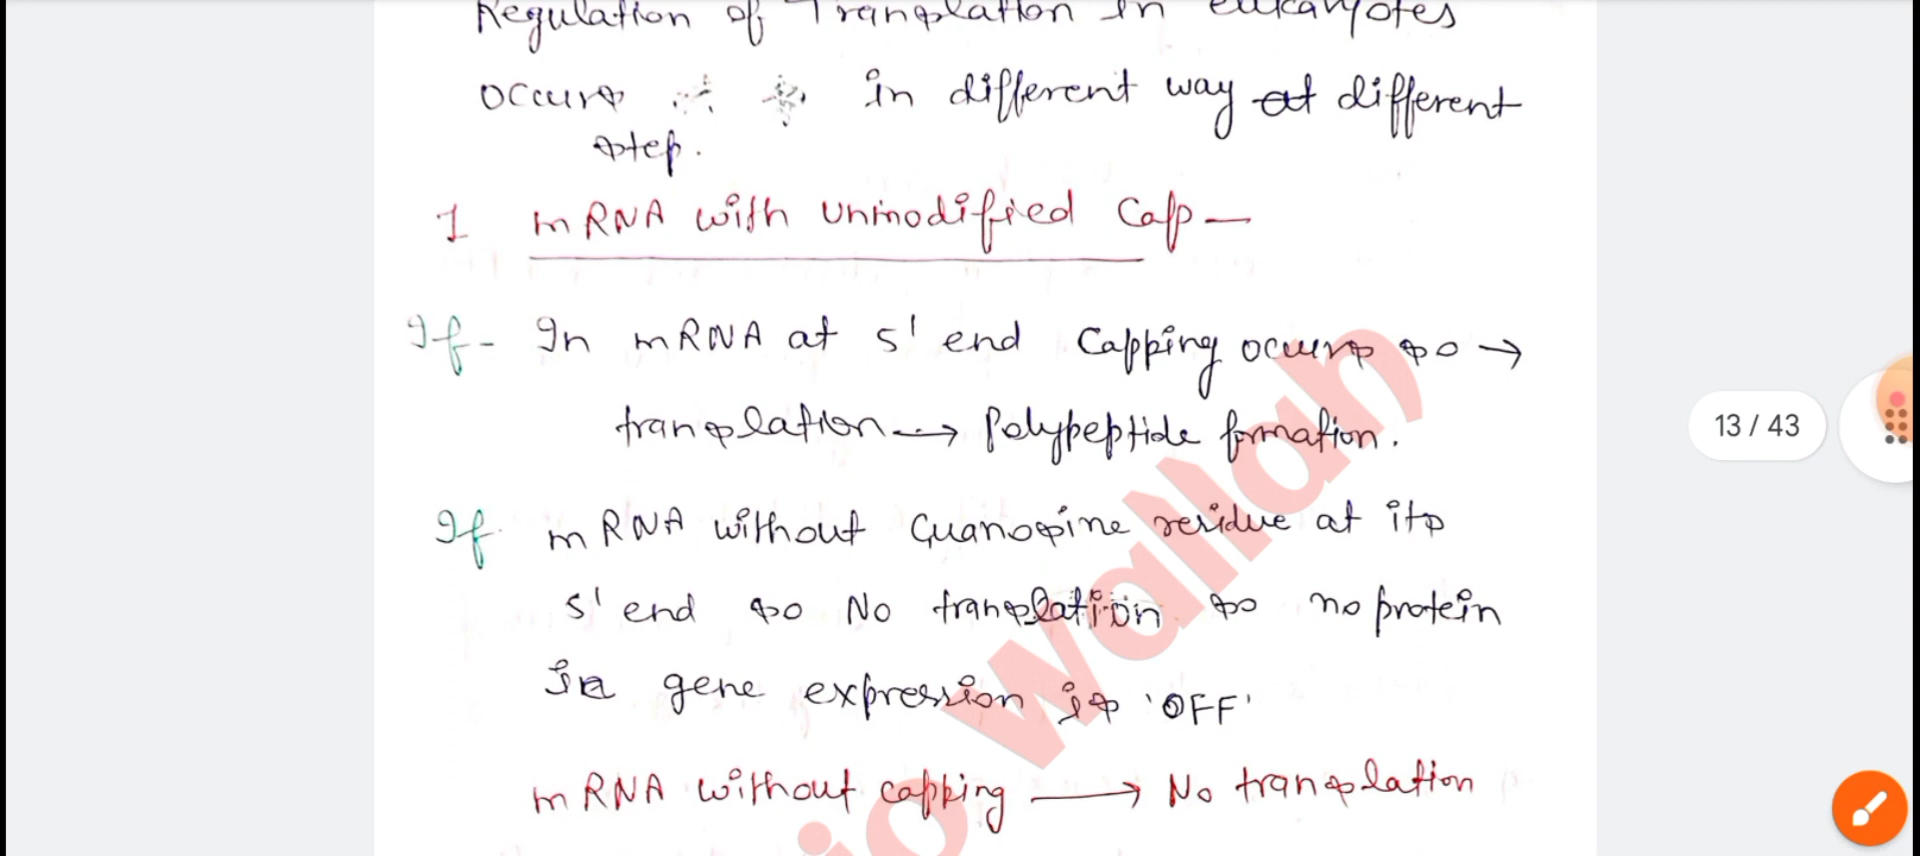 Regulation of Translation in eukaryotes
occurs in different way at different
step.
1 mRNA with unmodified Cap-
If- In mRNA at 5' end Capping occurs so →
translation → Polypeptide formation.
If mRNA without Guanosine residue at its
5' end so No translation so no protein
i.e gene expression is 'OFF'
mRNA without capping → No translation
io wallah
13 / 43